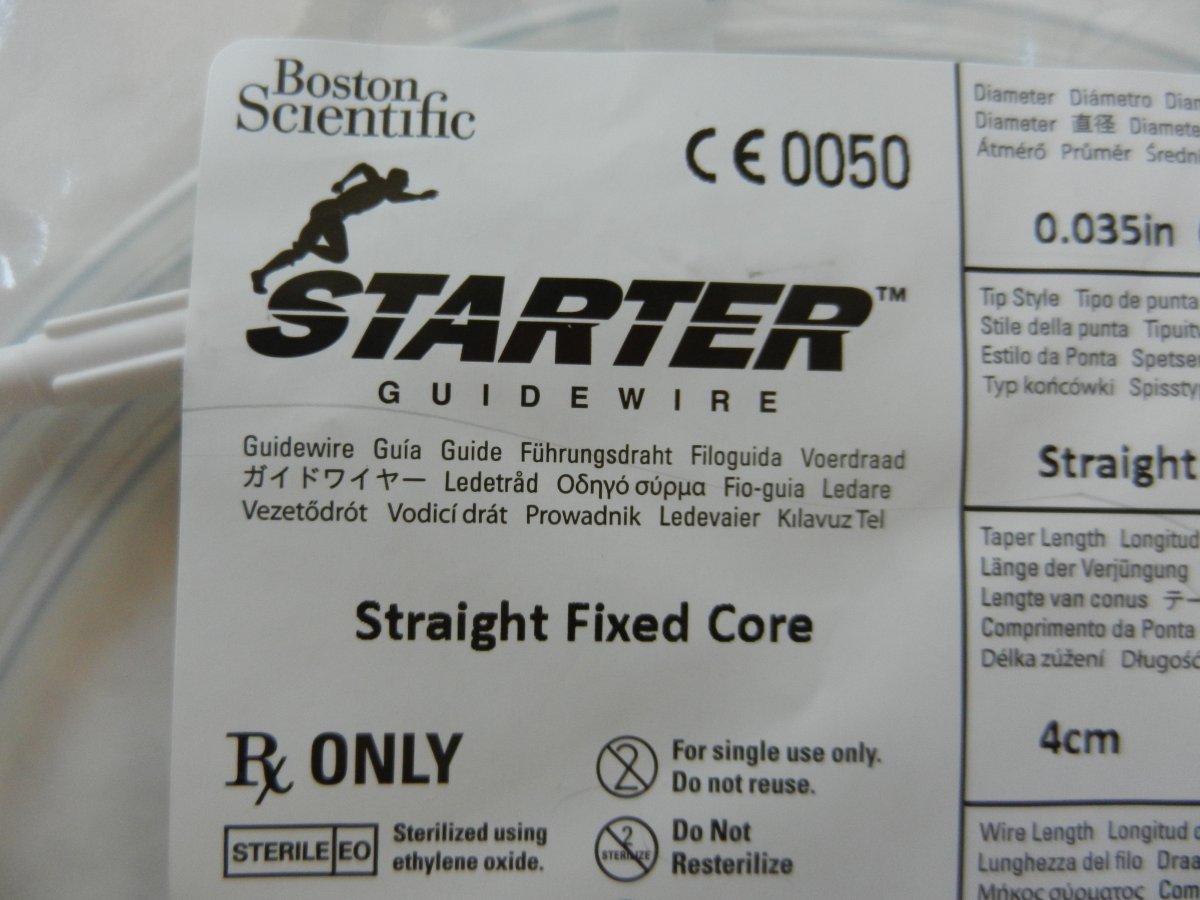 Boston
Scientific
CE 0050
STARTER™
GUIDEWIRE
Guidewire Guía Guide Führungsdraht Filoguida Voerdraad
ガイドワイヤー Ledetråd Οδηγό σύρμα Fio-guia Ledare
Vezetődrót Vodicí drát Prowadnik Ledevaier Kılavuz Tel
Straight Fixed Core
Rx ONLY
2
For single use only.
Do not reuse.
STERILE EO
Sterilized using
ethylene oxide.
2
STERILIZE
Do Not
Resterilize
Diameter Diámetro
Diameter 直径
Átmérő Průměr
0.035in
Tip Style Tipo de punta
Stile della punta
Estilo da Ponta
Typ końcówki
Straight
Taper Length
Länge der Verjüngung
Lengte van conus
Comprimento da Ponta
Délka zúžení
4cm
Wire Length
Lunghezza del filo
Μήκος σύρματος